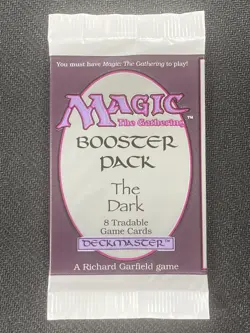 You must have Magic: The Gathering to play!
MAGIC
The Gathering™
BOOSTER
PACK
The
Dark
8 Tradable
Game Cards
DECKMASTER™
A Richard Garfield game